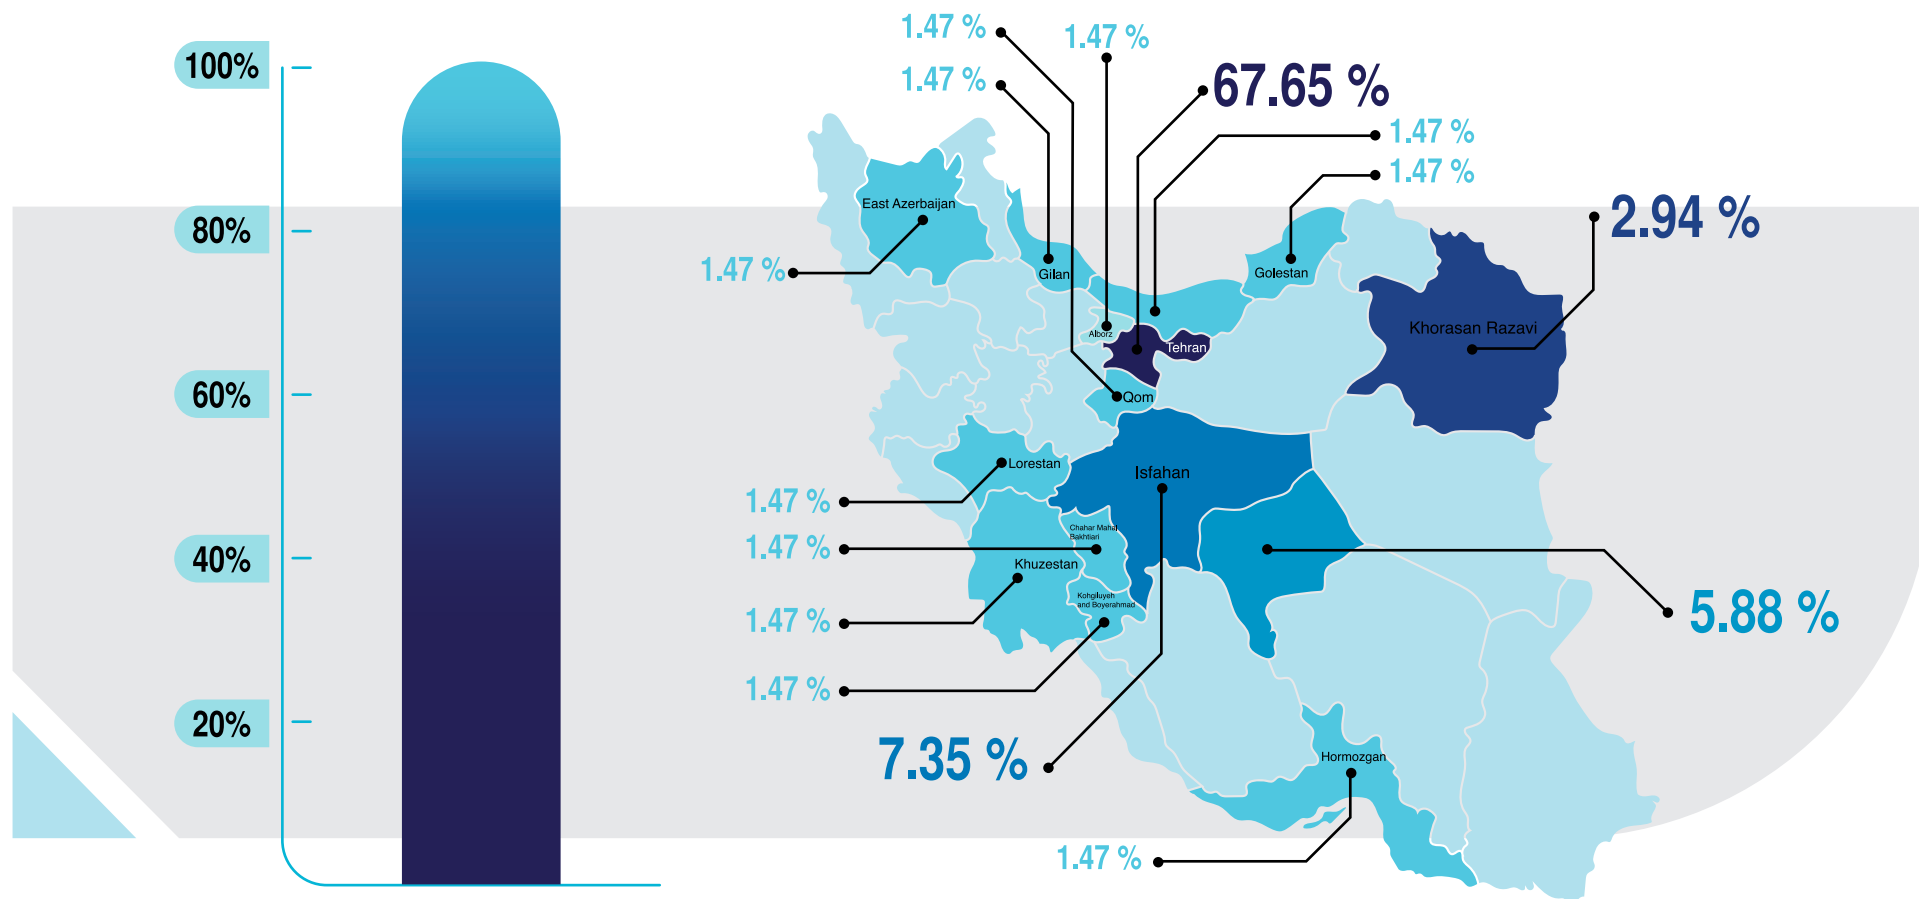 100%
80%
60%
40%
20%
1.47 %
1.47 %
1.47 %
67.65 %
1.47 %
1.47 %
2.94 %
East Azerbaijan
1.47 %
Gilan
Golestan
Alborz
Tehran
Khorasan Razavi
Qom
Lorestan
Isfahan
1.47 %
Chahar Mahal
Bakhtiari
1.47 %
Khuzestan
Kohgiluyeh
and Boyerahmad
1.47 %
5.88 %
1.47 %
7.35 %
Hormozgan
1.47 %